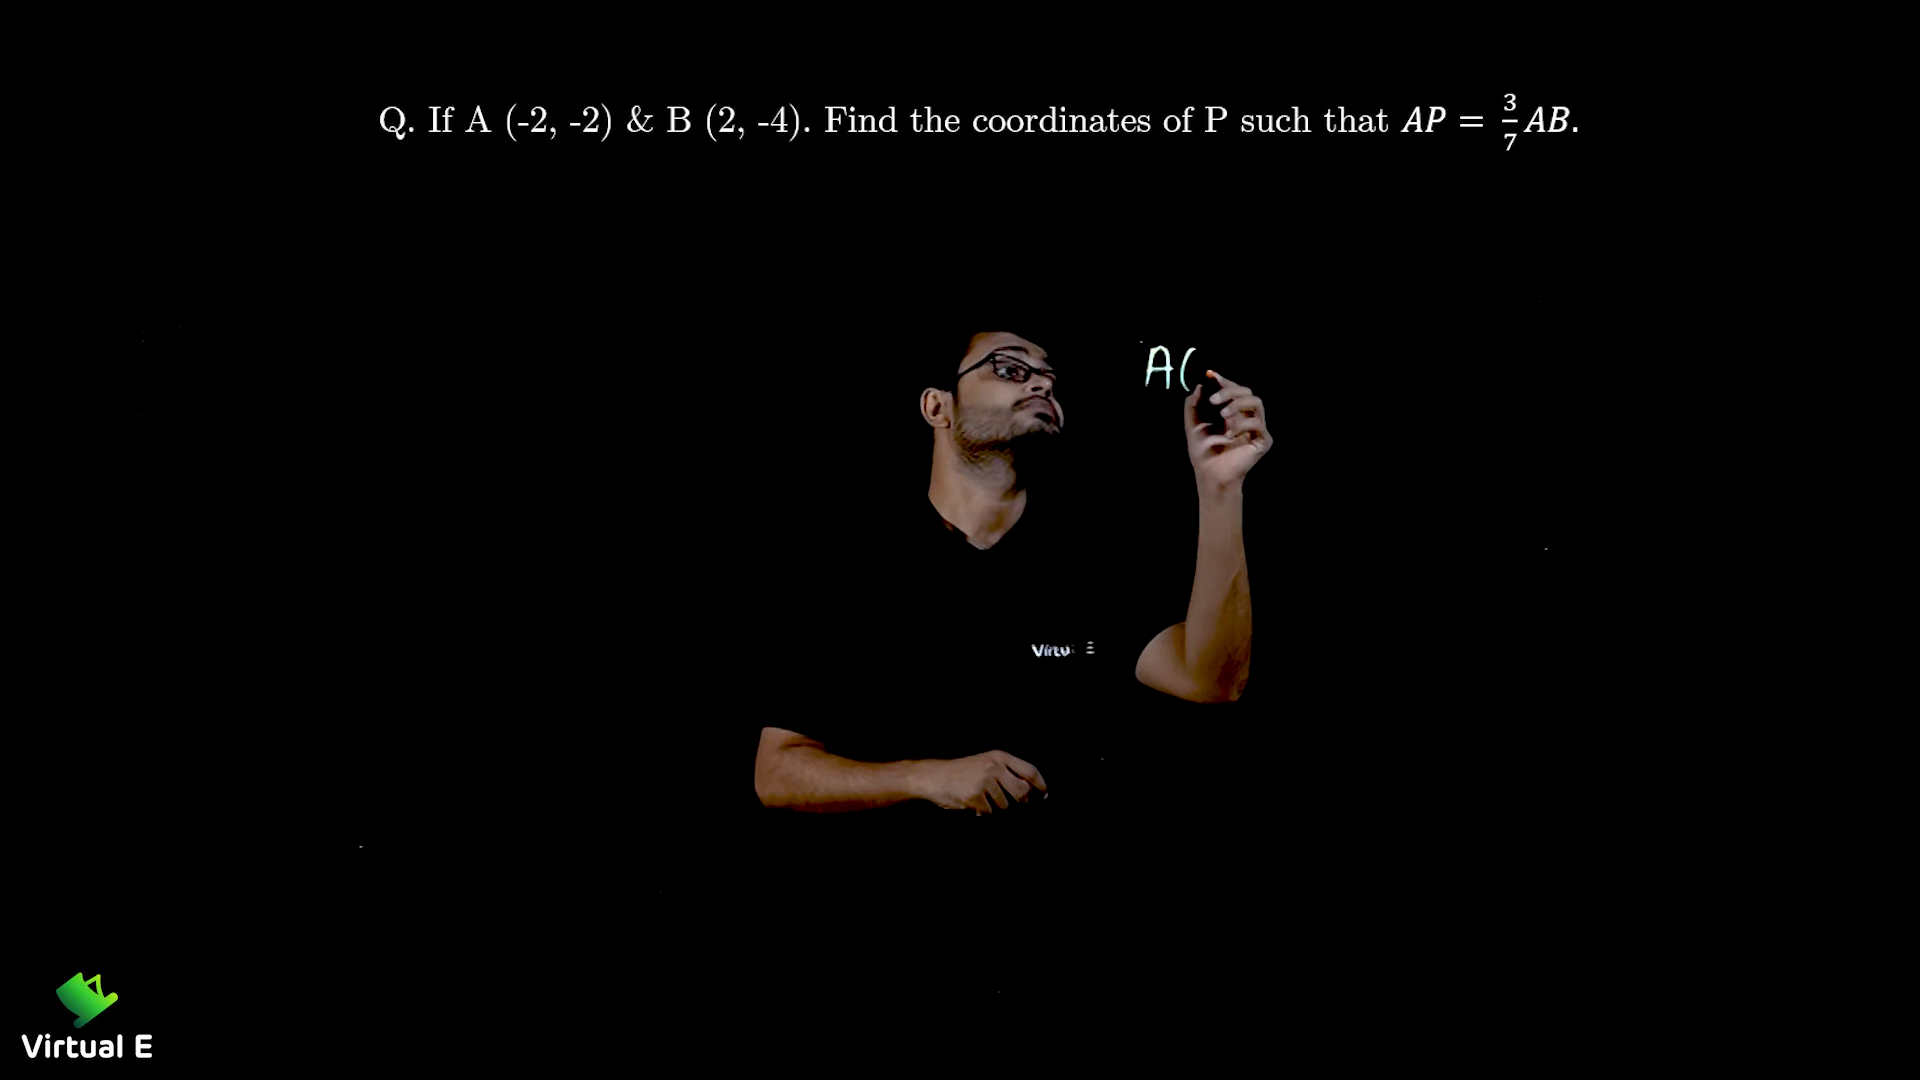 Q. If A (-2, -2) & B (2, -4). Find the coordinates of P such that AP = 3/7 AB.
A(
Virtual E